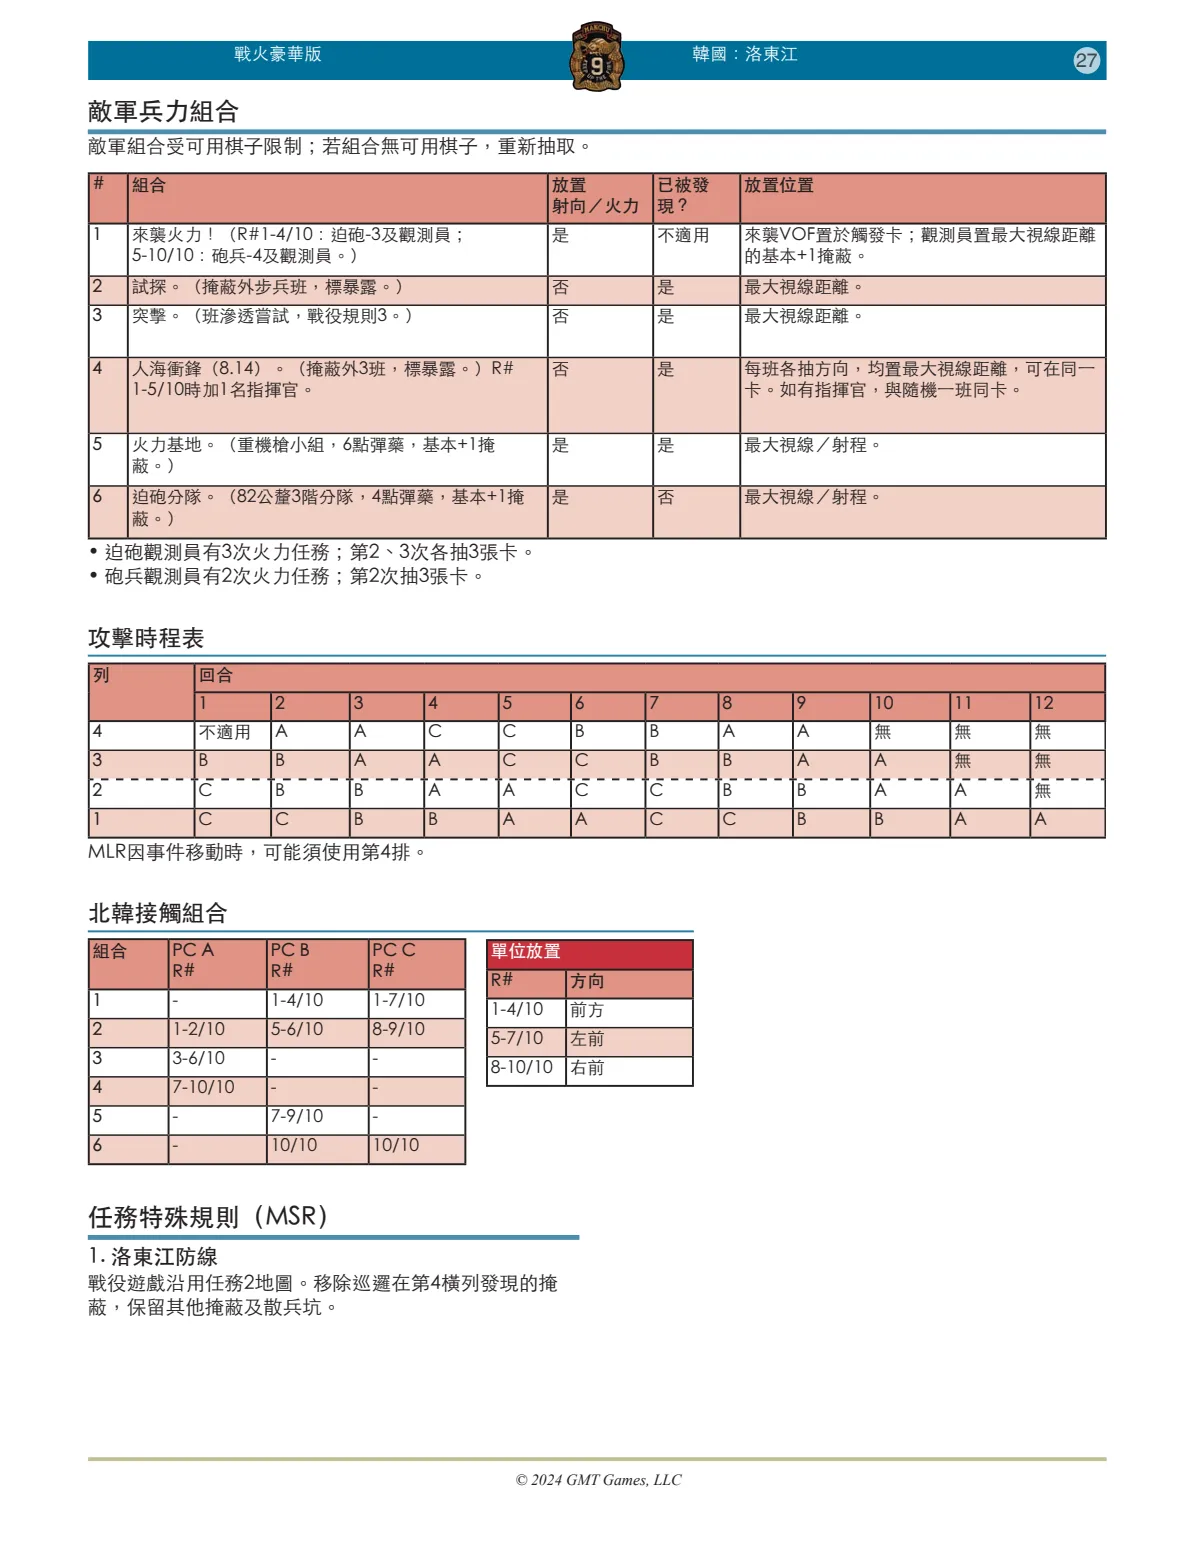 戰火豪華版
韓國：洛東江
27
MANCHU
9
敵軍兵力組合
敵軍組合受可用棋子限制；若組合無可用棋子，重新抽取。
# 組合 放置 已被發 放置位置
射向／火力 現？
1 來襲火力！（R#1-4/10：迫砲-3及觀測員； 是 不適用 來襲VOF置於觸發卡；觀測員置最大視線距離
5-10/10：砲兵-4及觀測員。） 的基本+1掩蔽。
2 試探。（掩蔽外步兵班，標暴露。） 否 是 最大視線距離。
3 突擊。（班滲透嘗試，戰役規則3。） 否 是 最大視線距離。
4 人海衝鋒（8.14）。（掩蔽外3班，標暴露。）R# 否 是 每班各抽方向，均置最大視線距離，可在同一
1-5/10時加1名指揮官。 卡。如有指揮官，與隨機一班同卡。
5 火力基地。（重機槍小組，6點彈藥，基本+1掩 是 是 最大視線／射程。
蔽。）
6 迫砲分隊。（82公釐3階分隊，4點彈藥，基本+1掩 是 否 最大視線／射程。
蔽。）
• 迫砲觀測員有3次火力任務；第2、3次各抽3張卡。
• 砲兵觀測員有2次火力任務；第2次抽3張卡。
攻擊時程表
列 回合
1 2 3 4 5 6 7 8 9 10 11 12
4 不適用 A A C C B B A A 無 無 無
3 B B A A C C B B A A 無 無
2 C B B A A C C B B A A 無
1 C C B B A A C C B B A A
MLR因事件移動時，可能須使用第4排。
北韓接觸組合
組合 PC A PC B PC C
R# R# R#
1 - 1-4/10 1-7/10
2 1-2/10 5-6/10 8-9/10
3 3-6/10 - -
4 7-10/10 - -
5 - 7-9/10 -
6 - 10/10 10/10
單位放置
R# 方向
1-4/10 前方
5-7/10 左前
8-10/10 右前
任務特殊規則（MSR）
1. 洛東江防線
戰役遊戲沿用任務2地圖。移除巡邏在第4橫列發現的掩
蔽，保留其他掩蔽及散兵坑。
© 2024 GMT Games, LLC